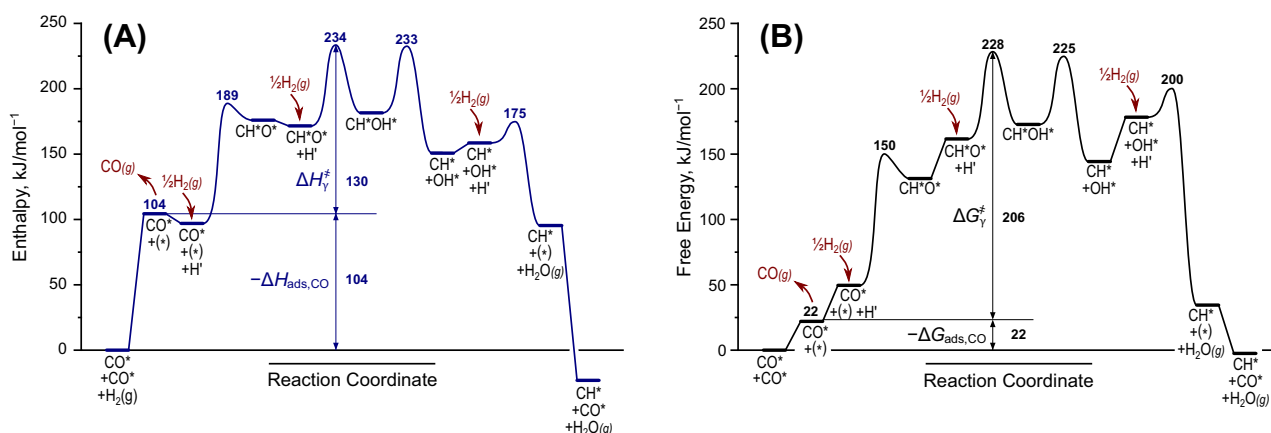 (A)
Enthalpy, kJ/mol⁻¹
250
200
150
100
50
0
CO*
+CO*
+H₂(g)
CO(g)
104
CO*
+(*)
½H₂(g)
CO*
+(*)
+H'
189
CH*O*
½H₂(g)
CH*O*
+H'
234
CH*OH*
233
CH*
+OH*
½H₂(g)
CH*
+OH*
+H'
175
CH*
+(*)
+H₂O(g)
CH*
+CO*
+H₂O(g)
ΔH‡γ 130
−ΔHads,CO 104
Reaction Coordinate
(B)
Free Energy, kJ/mol⁻¹
250
200
150
100
50
0
CO*
+CO*
CO(g)
22
CO*
+(*)
½H₂(g)
CO*
+(*) +H'
150
CH*O*
½H₂(g)
CH*O*
+H'
228
CH*OH*
225
CH*
+OH*
½H₂(g)
CH*
+OH*
+H'
200
CH*
+(*)
+H₂O(g)
CH*
+CO*
+H₂O(g)
ΔG‡γ 206
−ΔGads,CO 22
Reaction Coordinate